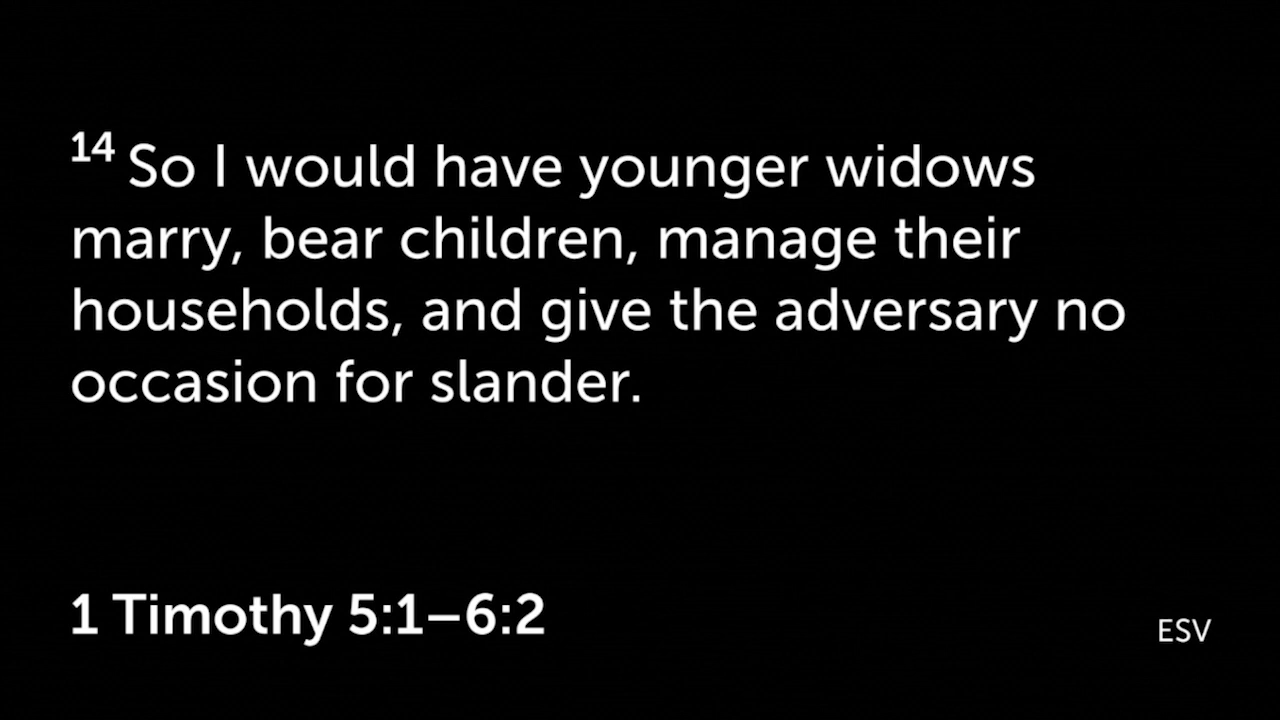 14 So I would have younger widows
marry, bear children, manage their
households, and give the adversary no
occasion for slander.
1 Timothy 5:1–6:2
ESV